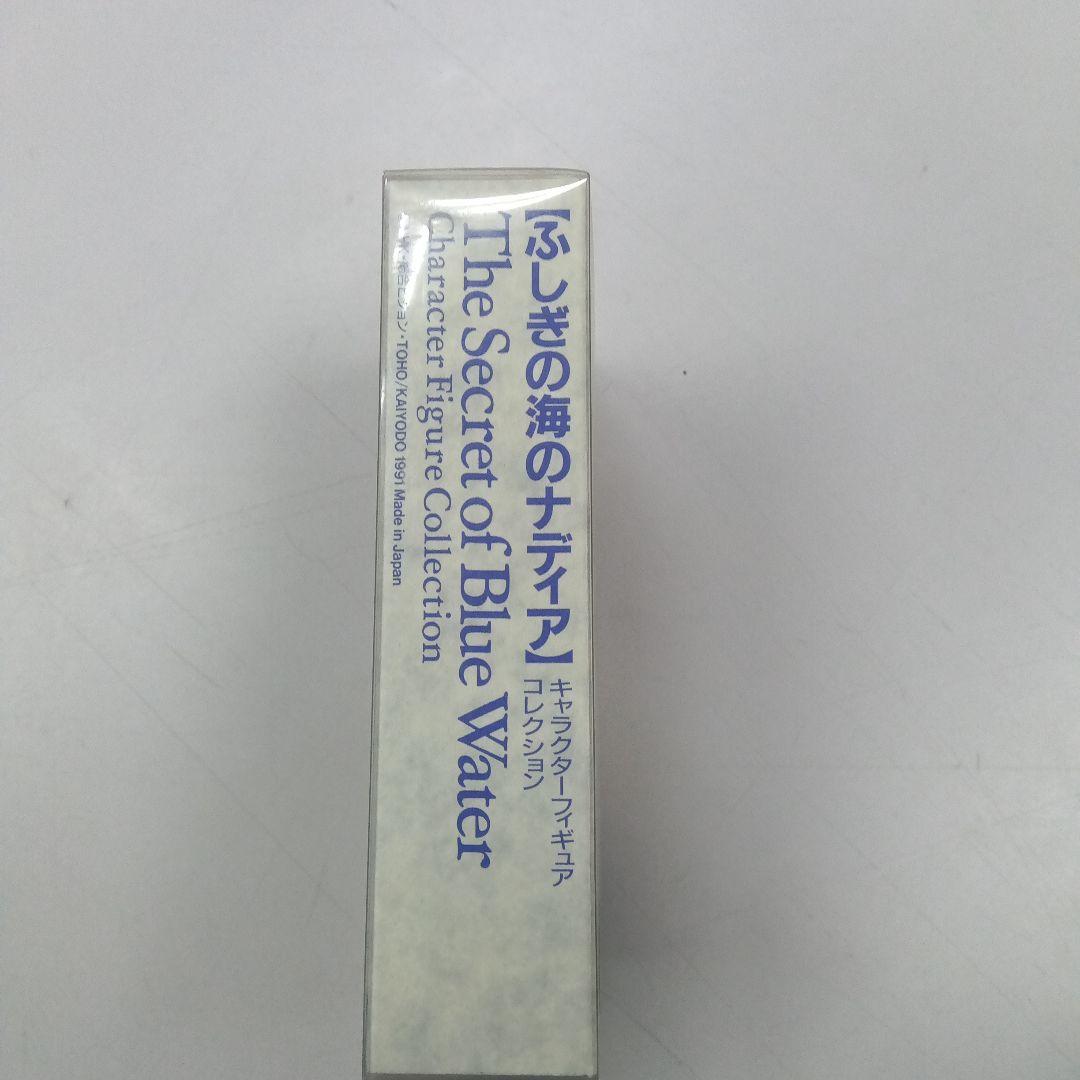 【ふしぎの海のナディア】
キャラクターフィギュア
コレクション
The Secret of Blue Water
Character Figure Collection
ョン・TOHO/KAIYODO 1991 Made in Japan